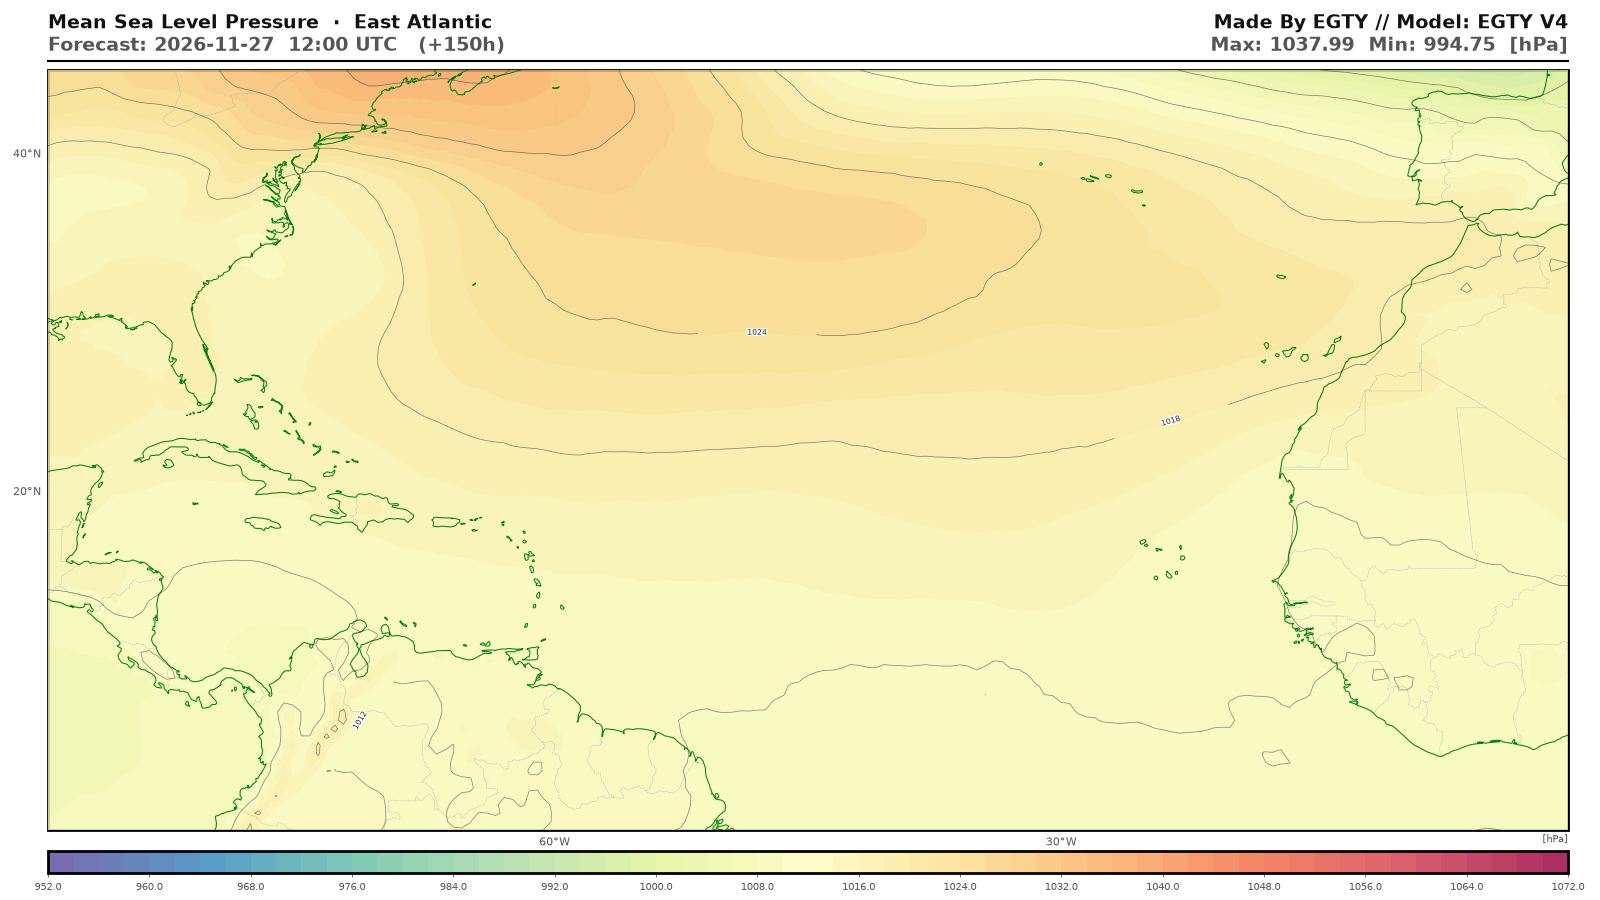 Mean Sea Level Pressure · East Atlantic
Made By EGTY // Model: EGTY V4
Forecast: 2026-11-27 12:00 UTC (+150h)
Max: 1037.99 Min: 994.75 [hPa]
40°N
1024
1018
20°N
1012
60°W
30°W
[hPa]
952.0 960.0 968.0 976.0 984.0 992.0 1000.0 1008.0 1016.0 1024.0 1032.0 1040.0 1048.0 1056.0 1064.0 1072.0